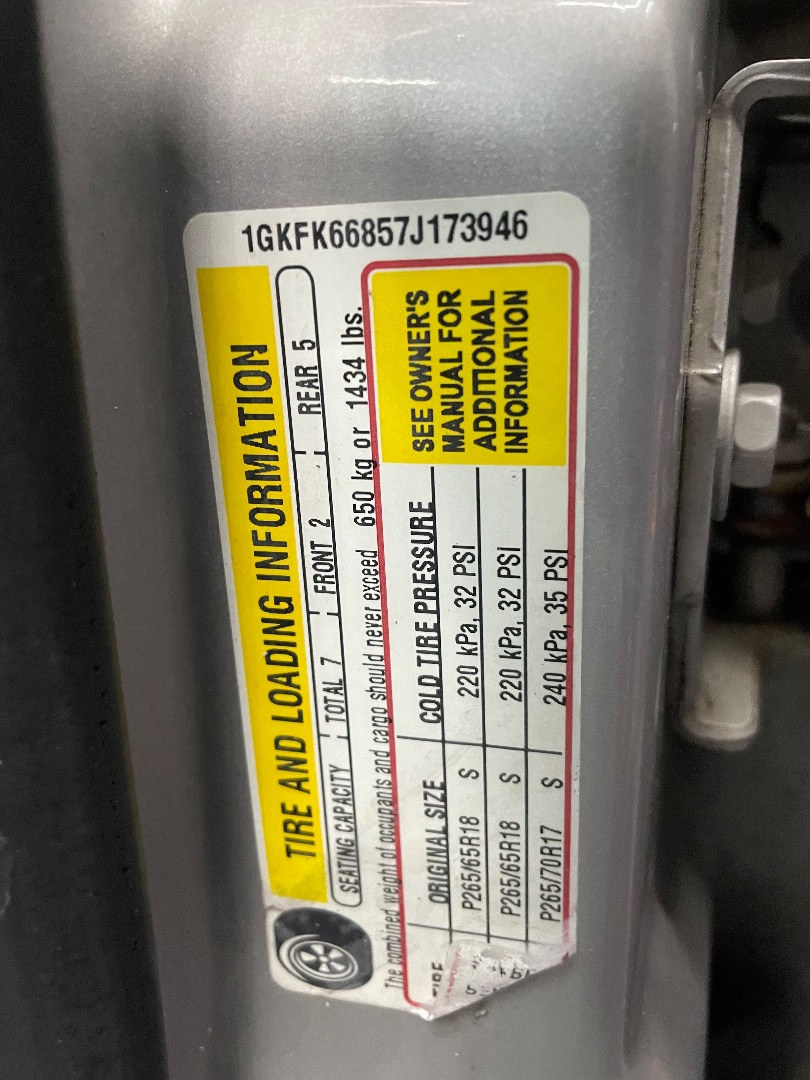 1GKFK66857J173946
TIRE AND LOADING INFORMATION
SEATING CAPACITY TOTAL 7 FRONT 2 REAR 5
The combined weight of occupants and cargo should never exceed 650 kg or 1434 lbs.
ORIGINAL SIZE COLD TIRE PRESSURE
P265/65R18 S 220 kPa, 32 PSI
P265/65R18 S 220 kPa, 32 PSI
P265/70R17 S 240 kPa, 35 PSI
SEE OWNER'S
MANUAL FOR
ADDITIONAL
INFORMATION